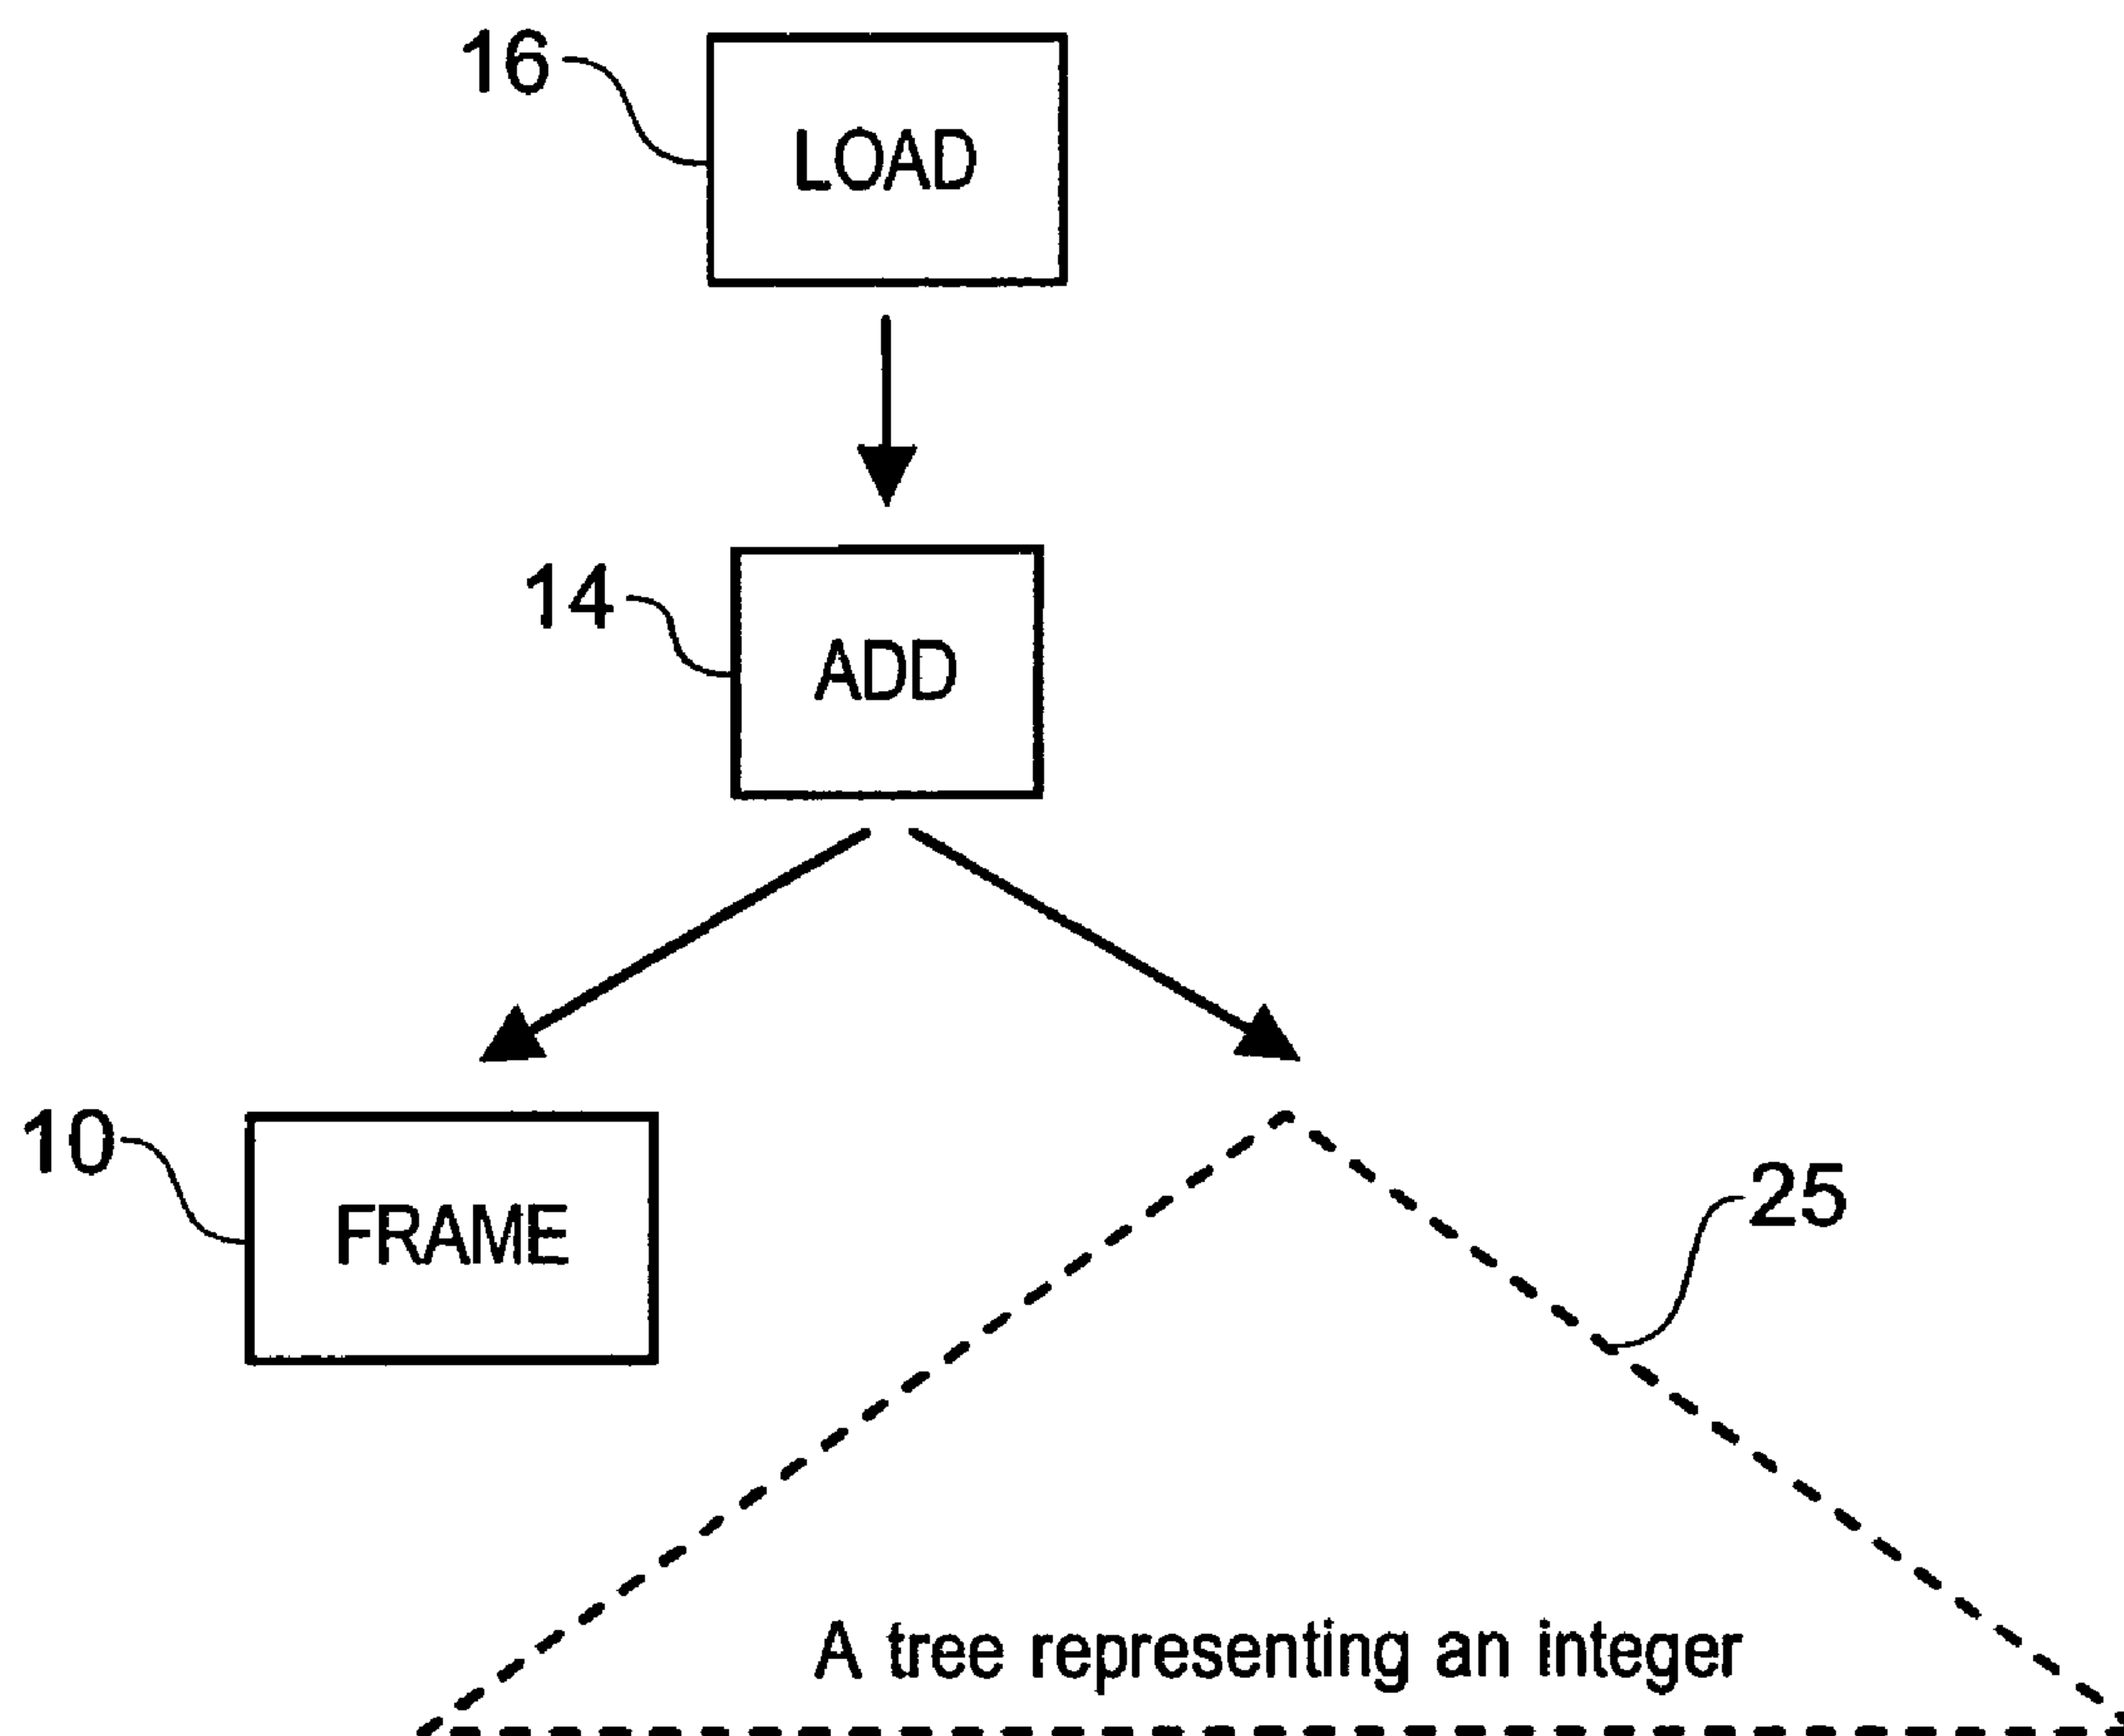 16
LOAD
14
ADD
10
FRAME
25
A tree representing an integer